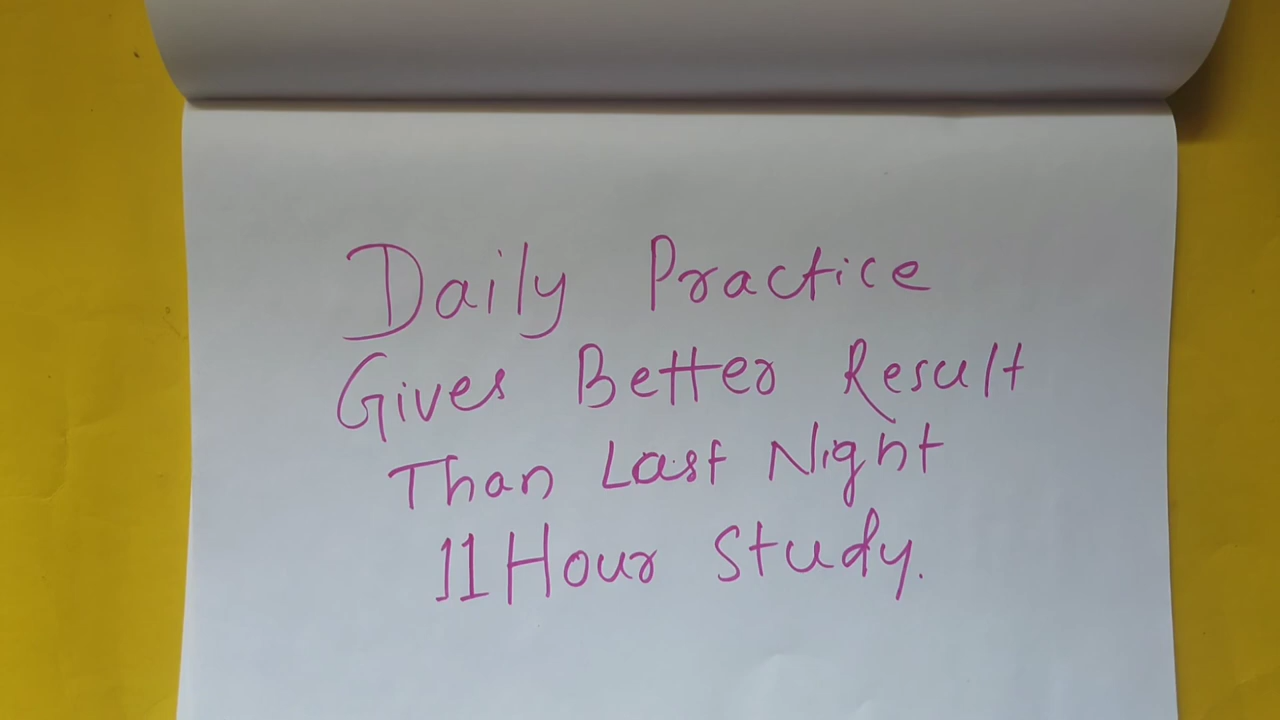 Daily Practice
Gives Better Result
Than Last Night
11 Hour Study.